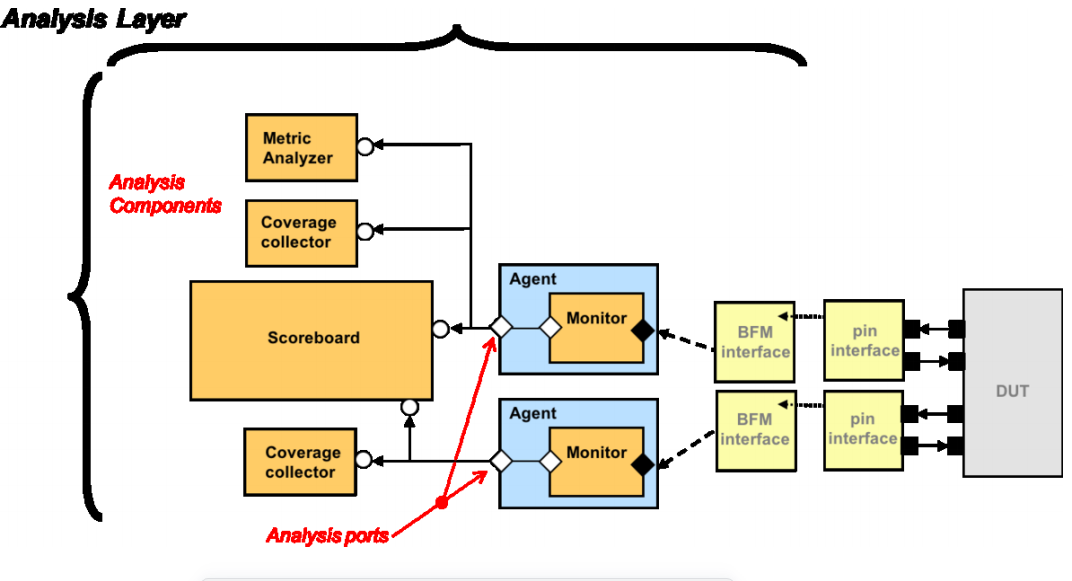 Analysis Layer
Metric
Analyzer
Analysis
Components
Coverage
collector
Agent
Monitor
Scoreboard
BFM
interface
pin
interface
DUT
Agent
Monitor
BFM
interface
pin
interface
Coverage
collector
Analysis ports